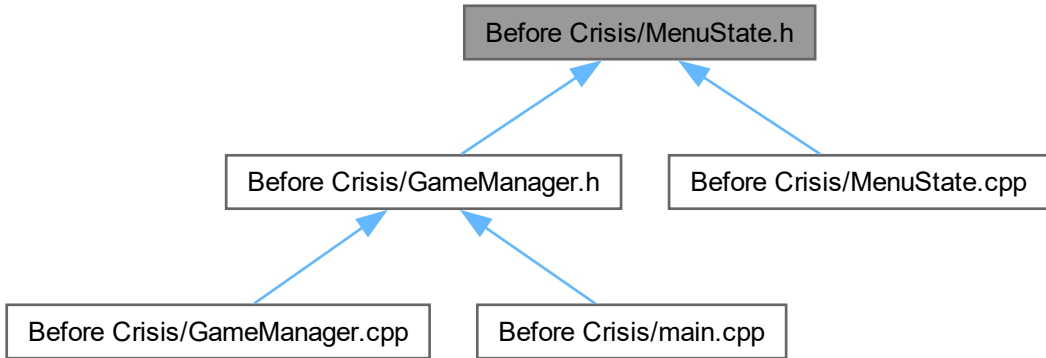 Before Crisis/MenuState.h
Before Crisis/GameManager.h
Before Crisis/MenuState.cpp
Before Crisis/GameManager.cpp
Before Crisis/main.cpp